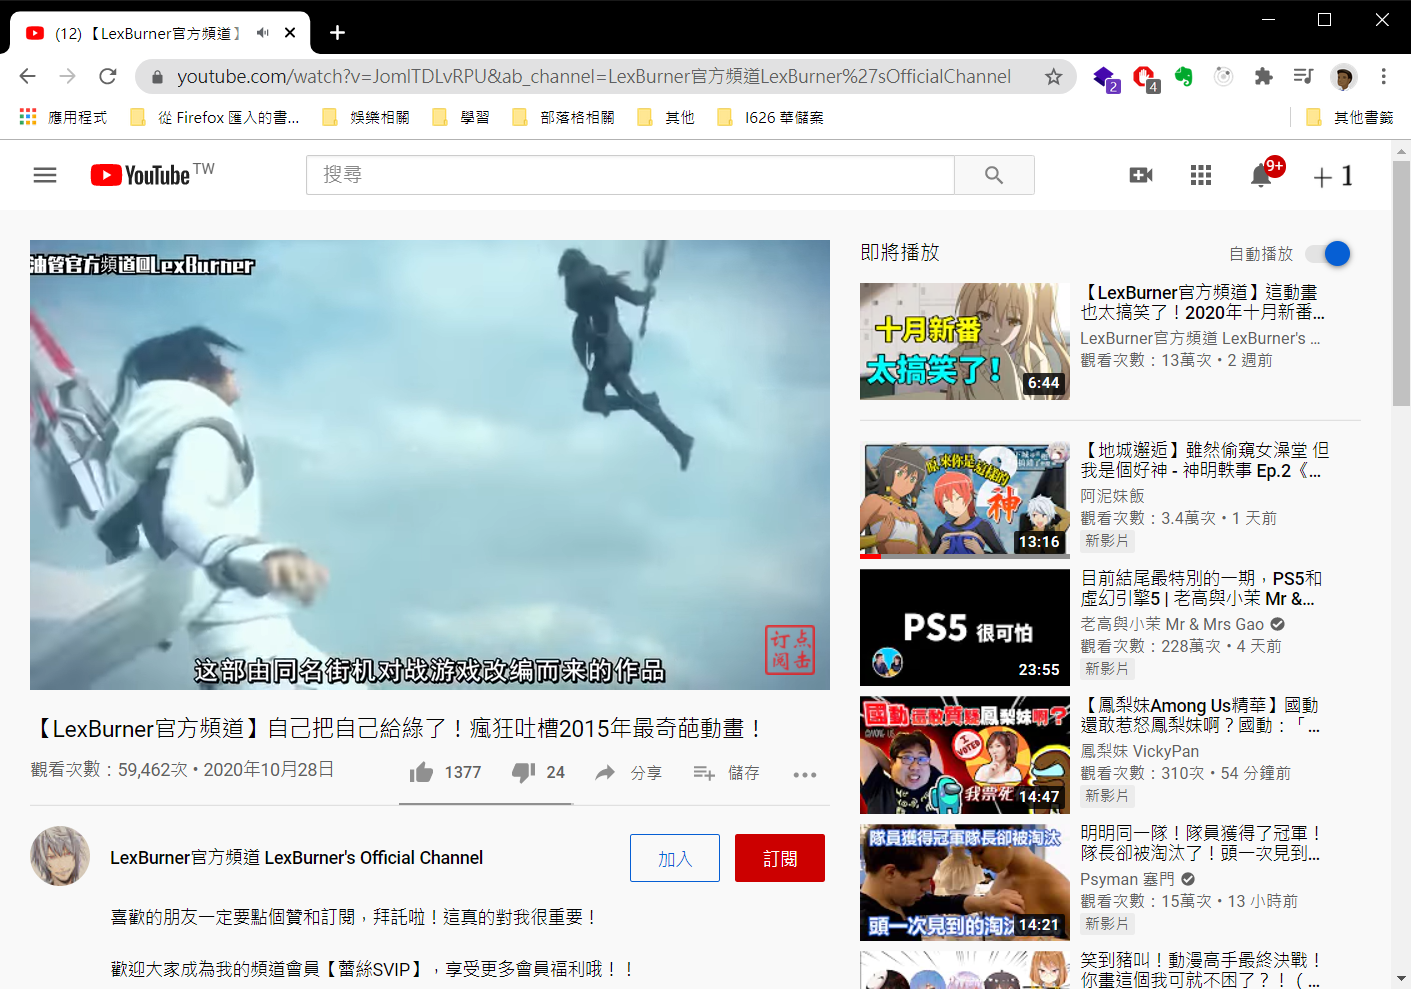 (12)【LexBurner官方頻道】
youtube.com/watch?v=JomlTDLvRPU&ab_channel=LexBurner官方頻道LexBurner%27sOfficialChannel
2
4
應用程式
從 Firefox 匯入的書...
娛樂相關
學習
部落格相關
其他
I626 華儲案
其他書籤
YouTube TW
搜尋
9+
＋1
油管官方頻道@LexBurner
订点
阅击
这部由同名街机对战游戏改编而来的作品
【LexBurner官方頻道】自己把自己給綠了！瘋狂吐槽2015年最奇葩動畫！
觀看次數：59,462次 • 2020年10月28日
1377
24
分享
儲存
LexBurner官方頻道 LexBurner's Official Channel
加入
訂閱
喜歡的朋友一定要點個贊和訂閱，拜託啦！這真的對我很重要！
歡迎大家成為我的頻道會員【蕾絲SVIP】，享受更多會員福利哦！！
即將播放
自動播放
十月新番
太搞笑了！
6:44
【LexBurner官方頻道】這動畫
也太搞笑了！2020年十月新番...
LexBurner官方頻道 LexBurner's ...
觀看次數：13萬次 • 2 週前
原來你是這樣的
神
13:16
【地城邂逅】雖然偷窺女澡堂 但
我是個好神 - 神明軼事 Ep.2《...
阿泥妹飯
觀看次數：3.4萬次 • 1 天前
新影片
PS5 很可怕
23:55
目前結尾最特別的一期，PS5和
虛幻引擎5 | 老高與小茉 Mr &...
老高與小茉 Mr & Mrs Gao
觀看次數：228萬次 • 4 天前
新影片
國動還敢質疑鳳梨妹啊?
AMONG US
I VOTED
我票死
14:47
【鳳梨妹Among Us精華】國動
還敢惹怒鳳梨妹啊？國動：「...
鳳梨妹 VickyPan
觀看次數：310次 • 54 分鐘前
新影片
隊員獲得冠軍隊長卻被淘汰
頭一次見到的淘汰
14:21
明明同一隊！隊員獲得了冠軍！
隊長卻被淘汰了！頭一次見到...
Psyman 塞門
觀看次數：15萬次 • 13 小時前
新影片
笑到豬叫！動漫高手最終決戰！
你畫這個我可就不困了？！（...